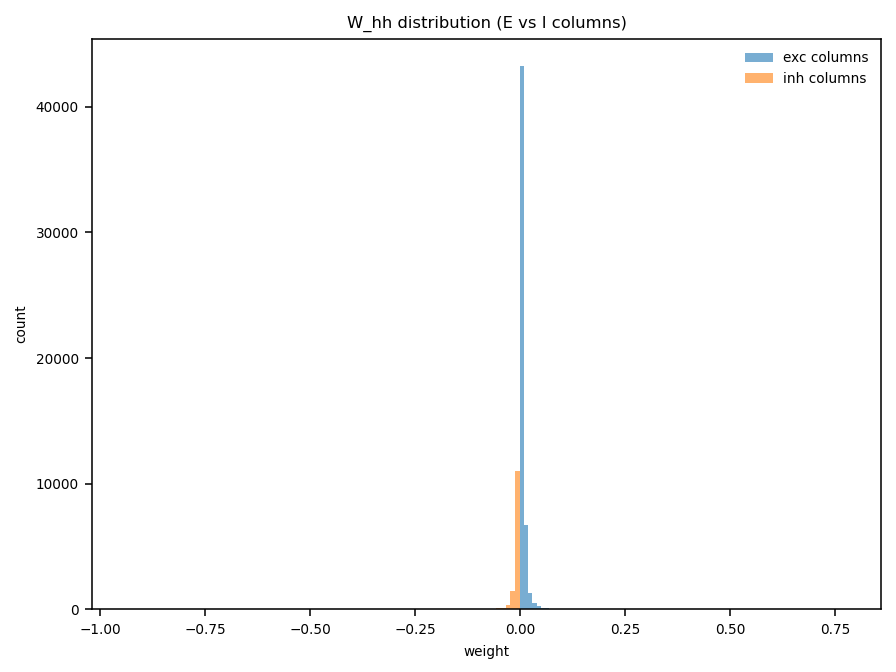 W_hh distribution (E vs I columns)
exc columns
inh columns
count
40000
30000
20000
10000
0
−1.00 −0.75 −0.50 −0.25 0.00 0.25 0.50 0.75
weight